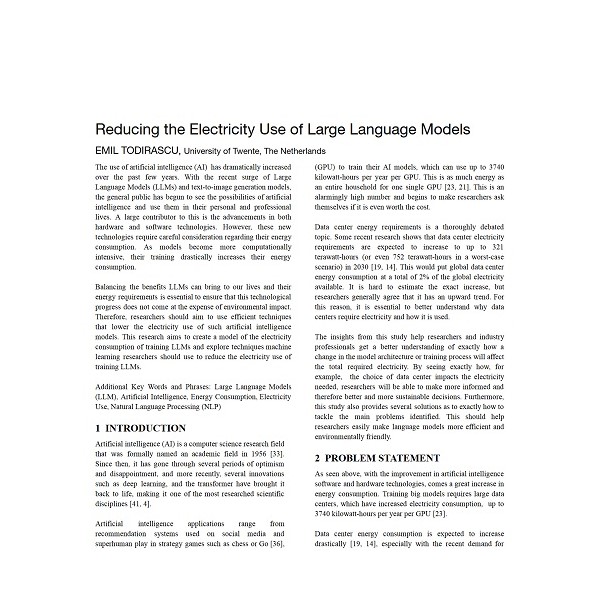 Reducing the Electricity Use of Large Language Models
EMIL TODIRASCU, University of Twente, The Netherlands
The use of artificial intelligence (AI) has dramatically increased
over the past few years. With the recent surge of Large
Language Models (LLMs) and text-to-image generation models,
the general public has begun to see the possibilities of artificial
intelligence and use them in their personal and professional
lives. A large contributor to this is the advancements in both
hardware and software technologies. However, these new
technologies require careful consideration regarding their energy
consumption. As models become more computationally
intensive, their training drastically increases their energy
consumption.
Balancing the benefits LLMs can bring to our lives and their
energy requirements is essential to ensure that this technological
progress does not come at the expense of environmental impact.
Therefore, researchers should aim to use efficient techniques
that lower the electricity use of such artificial intelligence
models. This research aims to create a model of the electricity
consumption of training LLMs and explore techniques machine
learning researchers should use to reduce the electricity use of
training LLMs.
Additional Key Words and Phrases: Large Language Models
(LLM), Artificial Intelligence, Energy Consumption, Electricity
Use, Natural Language Processing (NLP)
1 INTRODUCTION
Artificial intelligence (AI) is a computer science research field
that was formally named an academic field in 1956 [33].
Since then, it has gone through several periods of optimism
and disappointment, and more recently, several innovations
such as deep learning, and the transformer have brought it
back to life, making it one of the most researched scientific
disciplines [41, 4].
Artificial intelligence applications range from
recommendation systems used on social media and
superhuman play in strategy games such as chess or Go [36],
(GPU) to train their AI models, which can use up to 3740
kilowatt-hours per year per GPU. This is as much energy as
an entire household for one single GPU [23, 21]. This is an
alarmingly high number and begins to make researchers ask
themselves if it is even worth the cost.
Data center energy requirements is a thoroughly debated
topic. Some recent research shows that data center electricity
requirements are expected to increase to up to 321
terawatt-hours (or even 752 terawatt-hours in a worst-case
scenario) in 2030 [19, 14]. This would put global data center
energy consumption at a total of 2% of the global electricity
available. It is hard to estimate the exact increase, but
researchers generally agree that it has an upward trend. For
this reason, it is essential to better understand why data
centers require electricity and how it is used.
The insights from this study help researchers and industry
professionals get a better understanding of exactly how a
change in the model architecture or training process will affect
the total required electricity. By seeing exactly how, for
example, the choice of data center impacts the electricity
needed, researchers will be able to make more informed and
therefore better and more sustainable decisions. Furthermore,
this study also provides several solutions as to exactly how to
tackle the main problems identified. This should help
researchers easily make language models more efficient and
environmentally friendly.
2 PROBLEM STATEMENT
As seen above, with the improvement in artificial intelligence
software and hardware technologies, comes a great increase in
energy consumption. Training big models requires large data
centers, which have increased electricity consumption, up to
3740 kilowatt-hours per year per GPU [23].
Data center energy consumption is expected to increase
drastically [19, 14], especially with the recent demand for